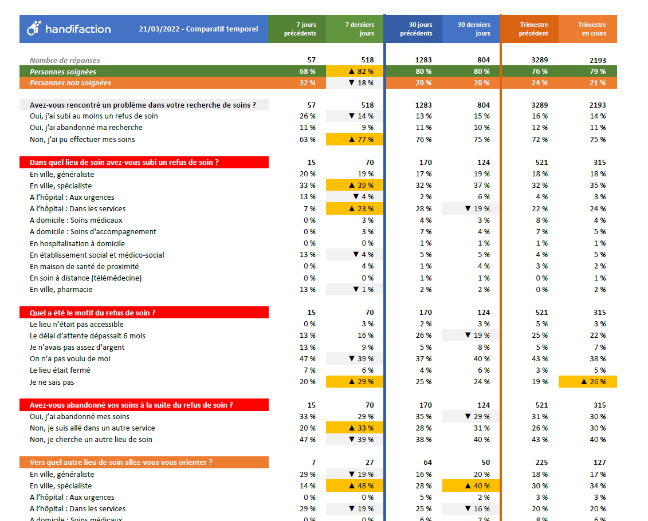 handifaction 21/03/2022 - Comparatif temporel 7 jours précédents 7 derniers jours 30 jours précédents 30 derniers jours Trimestre précédent Trimestre en cours
Nombre de réponses 57 518 1283 804 3289 2193
Personnes soignées 68 % ▲ 82 % 80 % 80 % 76 % 79 %
Personnes non soignées 32 % ▼ 18 % 20 % 20 % 24 % 21 %
Avez-vous rencontré un problème dans votre recherche de soins ? 57 518 1283 804 3289 2193
Oui, j'ai subi au moins un refus de soin 26 % ▼ 14 % 13 % 15 % 16 % 14 %
Oui, j'ai abandonné ma recherche 11 % 9 % 11 % 10 % 12 % 11 %
Non, j'ai pu effectuer mes soins 63 % ▲ 77 % 76 % 75 % 72 % 75 %
Dans quel lieu de soin avez-vous subi un refus de soin ? 15 70 170 124 521 315
En ville, généraliste 20 % 19 % 17 % 19 % 18 % 18 %
En ville, spécialiste 33 % ▲ 39 % 32 % 37 % 32 % 35 %
A l'hôpital : Aux urgences 13 % ▼ 4 % 2 % 6 % 4 % 3 %
A l'hôpital : Dans les services 7 % ▲ 23 % 28 % ▼ 19 % 22 % 24 %
A domicile : Soins médicaux 0 % 3 % 4 % 3 % 8 % 4 %
A domicile : Soins d'accompagnement 0 % 3 % 7 % 4 % 7 % 5 %
En hospitalisation à domicile 0 % 0 % 1 % 1 % 1 % 1 %
En établissement social et médico-social 13 % ▼ 4 % 5 % 5 % 4 % 5 %
En maison de santé de proximité 0 % 4 % 1 % 4 % 3 % 2 %
En soin à distance (télémédecine) 0 % 0 % 1 % 0 % 1 % 1 %
En ville, pharmacie 13 % ▼ 1 % 2 % 2 % 0 % 2 %
Quel a été le motif du refus de soin ? 15 70 170 124 521 315
Le lieu n'était pas accessible 0 % 3 % 2 % 3 % 5 % 3 %
Le délai d'attente dépassait 6 mois 13 % 16 % 26 % ▼ 19 % 25 % 22 %
Je n'avais pas assez d'argent 13 % 9 % 5 % 8 % 5 % 7 %
On n'a pas voulu de moi 47 % ▼ 39 % 37 % 40 % 43 % 38 %
Le lieu était fermé 7 % 6 % 4 % 6 % 3 % 5 %
Je ne sais pas 20 % ▲ 29 % 25 % 24 % 19 % ▲ 26 %
Avez-vous abandonné vos soins à la suite du refus de soin ? 15 70 170 124 521 315
Oui, j'ai abandonné mes soins 33 % 29 % 35 % ▼ 29 % 31 % 30 %
Non, je suis allé dans un autre service 20 % ▲ 33 % 28 % 31 % 26 % 30 %
Non, je cherche un autre lieu de soin 47 % ▼ 39 % 38 % 40 % 43 % 40 %
Vers quel autre lieu de soin allez-vous vous orienter ? 7 27 64 50 225 127
En ville, généraliste 29 % ▼ 19 % 16 % 20 % 18 % 17 %
En ville, spécialiste 14 % ▲ 48 % 28 % ▲ 40 % 30 % 34 %
A l'hôpital : Aux urgences 0 % 0 % 5 % 2 % 3 % 3 %
A l'hôpital : Dans les services 29 % ▼ 19 % 25 % ▼ 16 % 20 % 20 %
A domicile : Soins médicaux 0 % 0 % 6 % 2 % 8 % 6 %